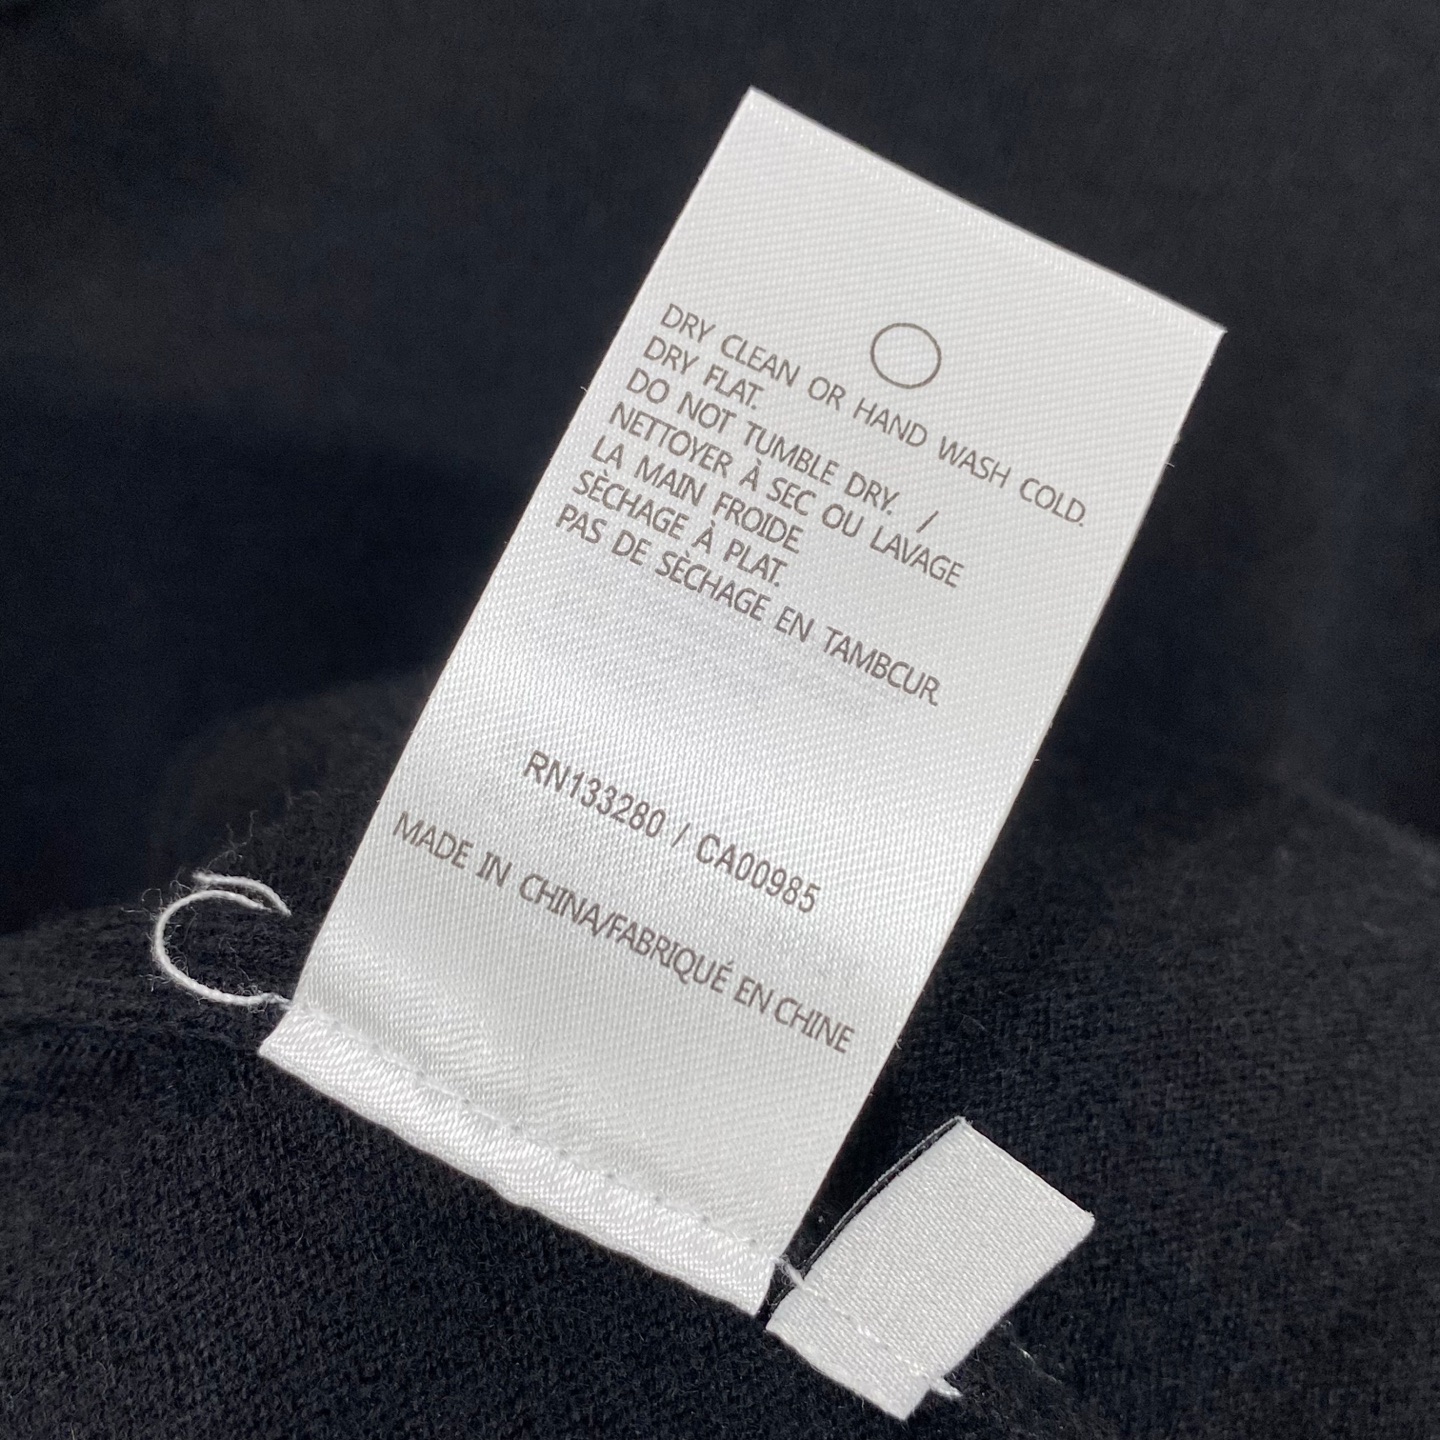 DRY CLEAN OR HAND WASH COLD.
DRY FLAT.
DO NOT TUMBLE DRY. /
NETTOYER À SEC OU LAVAGE
LA MAIN FROIDE.
SÈCHAGE À PLAT.
PAS DE SÈCHAGE EN TAMBCUR.
RN133280 / CA00985
MADE IN CHINA/FABRIQUÉ EN CHINE